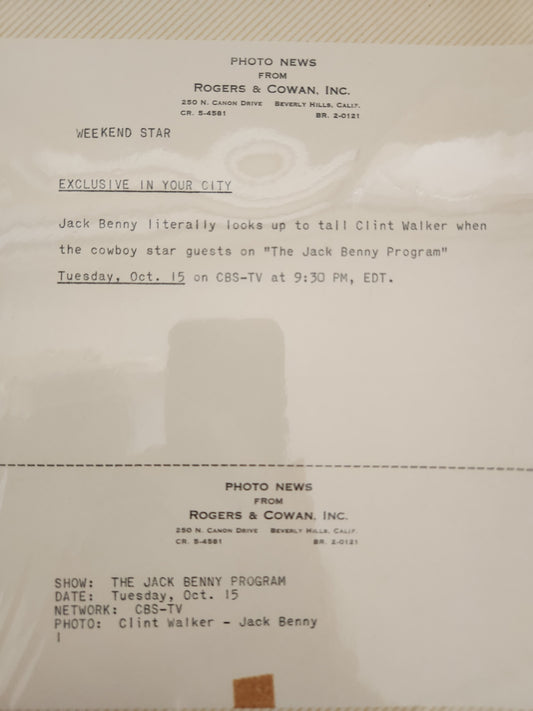 PHOTO NEWS
FROM
ROGERS & COWAN, INC.
250 N. CANON DRIVE BEVERLY HILLS, CALIF.
CR. 5-4581 BR. 2-0121
WEEKEND STAR
EXCLUSIVE IN YOUR CITY
Jack Benny literally looks up to tall Clint Walker when
the cowboy star guests on "The Jack Benny Program"
Tuesday, Oct. 15 on CBS-TV at 9:30 PM, EDT.
PHOTO NEWS
FROM
ROGERS & COWAN, INC.
250 N. CANON DRIVE BEVERLY HILLS, CALIF.
CR. 5-4581 BR. 2-0121
SHOW: THE JACK BENNY PROGRAM
DATE: Tuesday, Oct. 15
NETWORK: CBS-TV
PHOTO: Clint Walker - Jack Benny
|